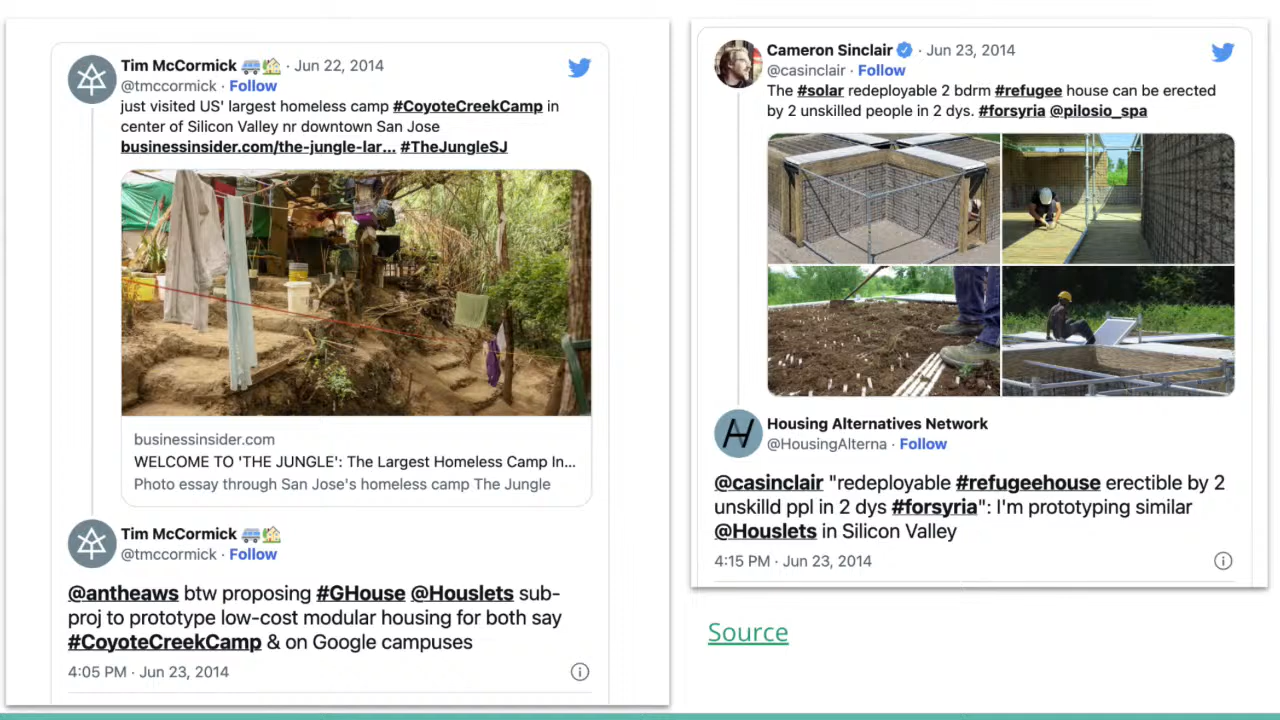 Tim McCormick 🚐🏡 · Jun 22, 2014
@tmccormick · Follow
just visited US' largest homeless camp #CoyoteCreekCamp in
center of Silicon Valley nr downtown San Jose
businessinsider.com/the-jungle-lar... #TheJungleSJ
businessinsider.com
WELCOME TO 'THE JUNGLE': The Largest Homeless Camp In...
Photo essay through San Jose's homeless camp The Jungle
Tim McCormick 🚐🏡
@tmccormick · Follow
@antheaws btw proposing #GHouse @Houslets sub-
proj to prototype low-cost modular housing for both say
#CoyoteCreekCamp & on Google campuses
4:05 PM · Jun 23, 2014
Cameron Sinclair · Jun 23, 2014
@casinclair · Follow
The #solar redeployable 2 bdrm #refugee house can be erected
by 2 unskilled people in 2 dys. #forsyria @pilosio_spa
Housing Alternatives Network
@HousingAlterna · Follow
@casinclair "redeployable #refugeehouse erectible by 2
unskilld ppl in 2 dys #forsyria": I'm prototyping similar
@Houslets in Silicon Valley
4:15 PM · Jun 23, 2014
Source